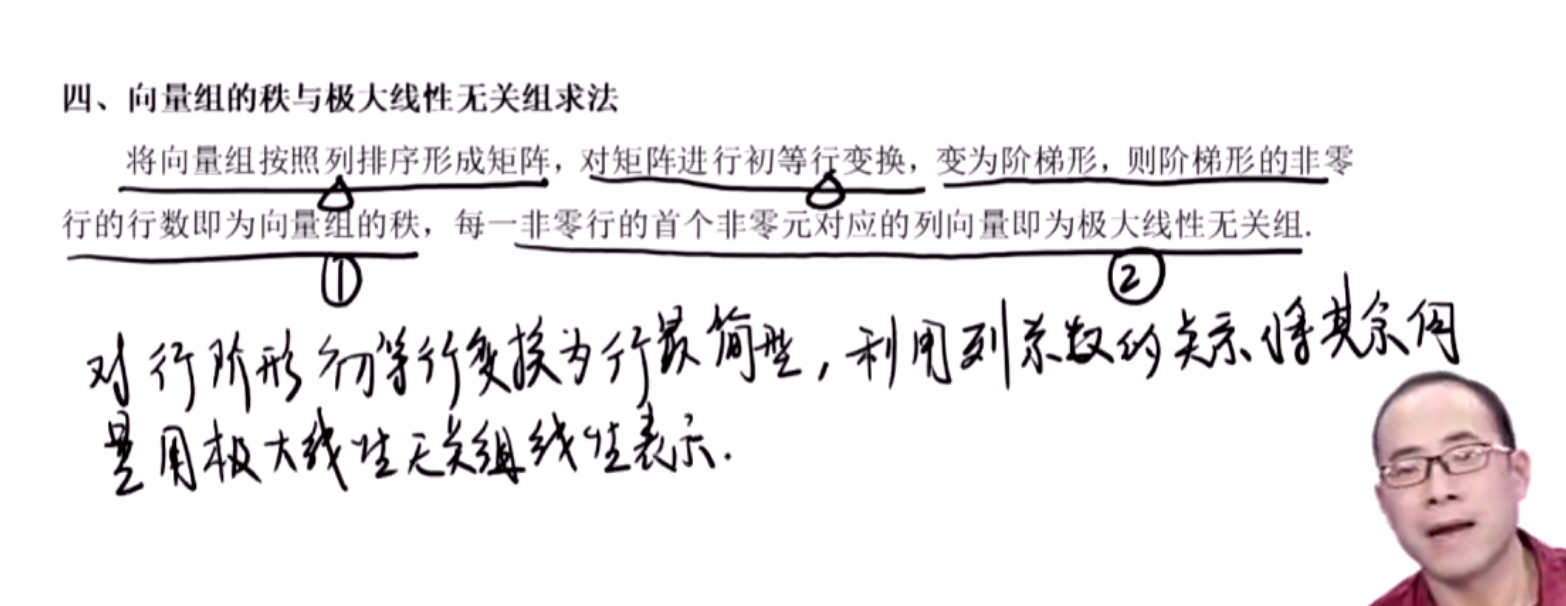 四、向量组的秩与极大线性无关组求法
将向量组按照列排序形成矩阵，对矩阵进行初等行变换，变为阶梯形，则阶梯形的非零
行的行数即为向量组的秩，每一非零行的首个非零元对应的列向量即为极大线性无关组.
① ②
对行阶形初等行变换为行最简型，利用列系数的关系将其余向
量用极大线性无关组线性表示.